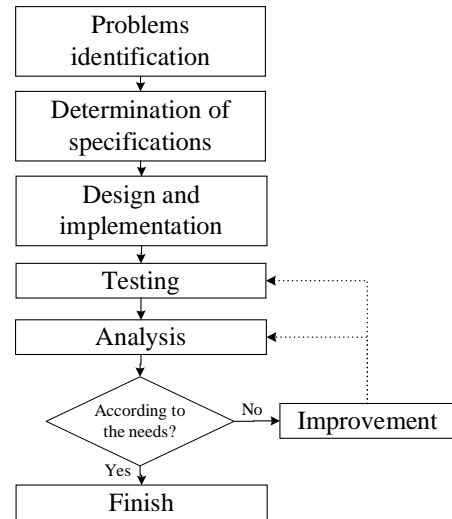 Problems
identification
Determination of
specifications
Design and
implementation
Testing
Analysis
According to
the needs?
No
Improvement
Yes
Finish